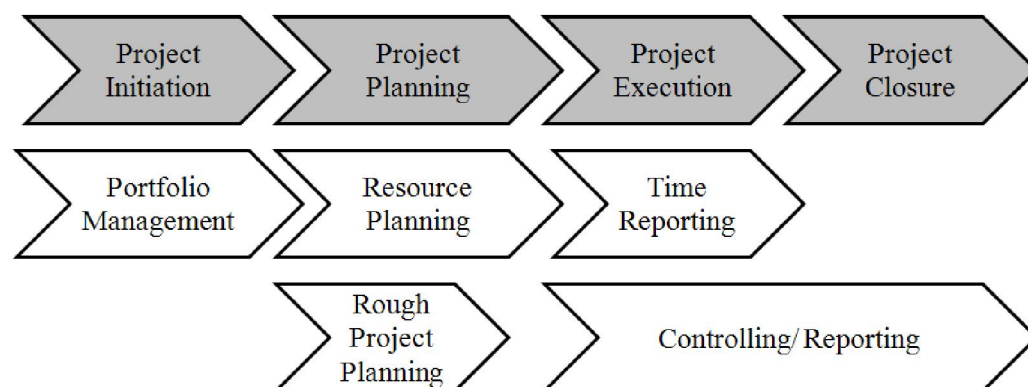 Project
Initiation
Project
Planning
Project
Execution
Project
Closure
Portfolio
Management
Resource
Planning
Time
Reporting
Rough
Project
Planning
Controlling/ Reporting